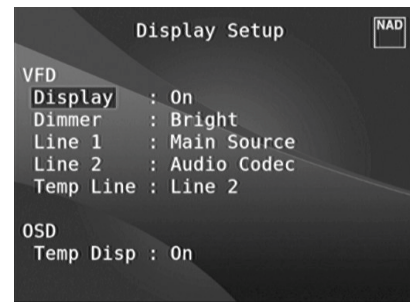 Display Setup
NAD
VFD
Display : On
Dimmer : Bright
Line 1 : Main Source
Line 2 : Audio Codec
Temp Line : Line 2
OSD
Temp Disp : On